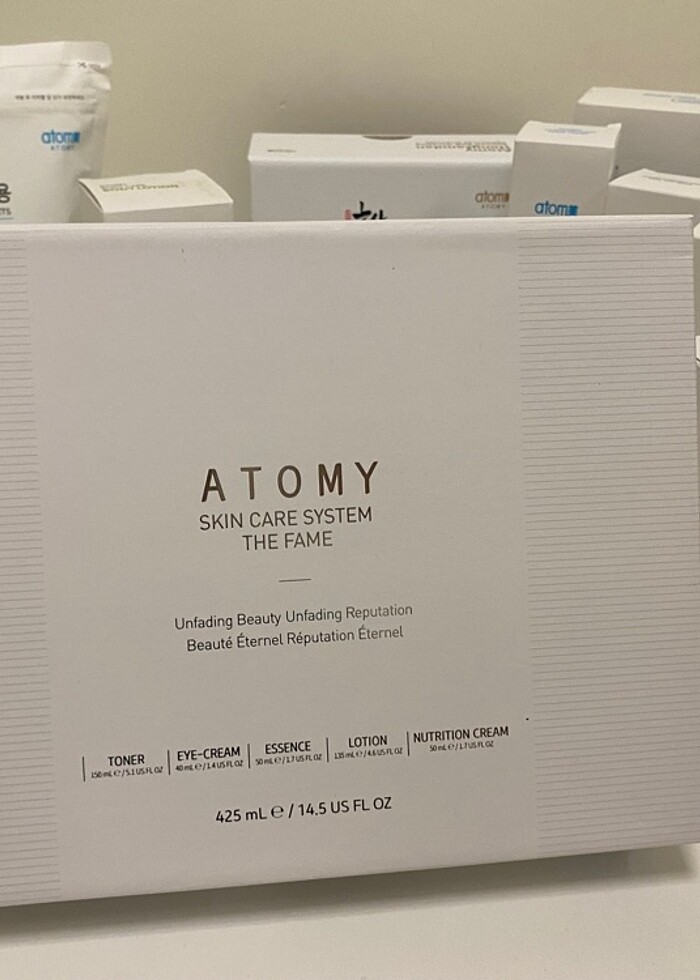 atom
ATOMY
atom
ATOMY
atom
ATOMY
SKIN CARE SYSTEM
THE FAME
Unfading Beauty Unfading Reputation
Beauté Éternel Réputation Éternel
TONER
150 mL ℮ / 5.1 US FL OZ
EYE-CREAM
40 mL ℮ / 1.4 US FL OZ
ESSENCE
50 mL ℮ / 1.7 US FL OZ
LOTION
135 mL ℮ / 4.6 US FL OZ
NUTRITION CREAM
50 mL ℮ / 1.7 US FL OZ
425 mL ℮ / 14.5 US FL OZ